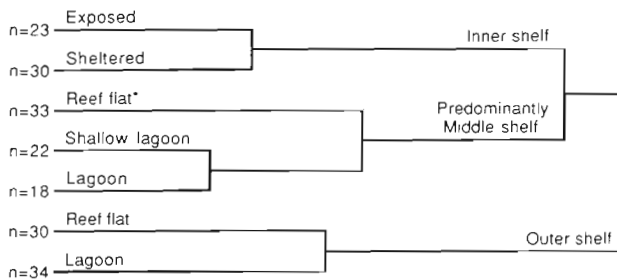 Exposed
n=23
Inner shelf
Sheltered
n=30
Reef flat*
n=33
Predominantly
Middle shelf
Shallow lagoon
n=22
Lagoon
n=18
Reef flat
n=30
Outer shelf
Lagoon
n=34